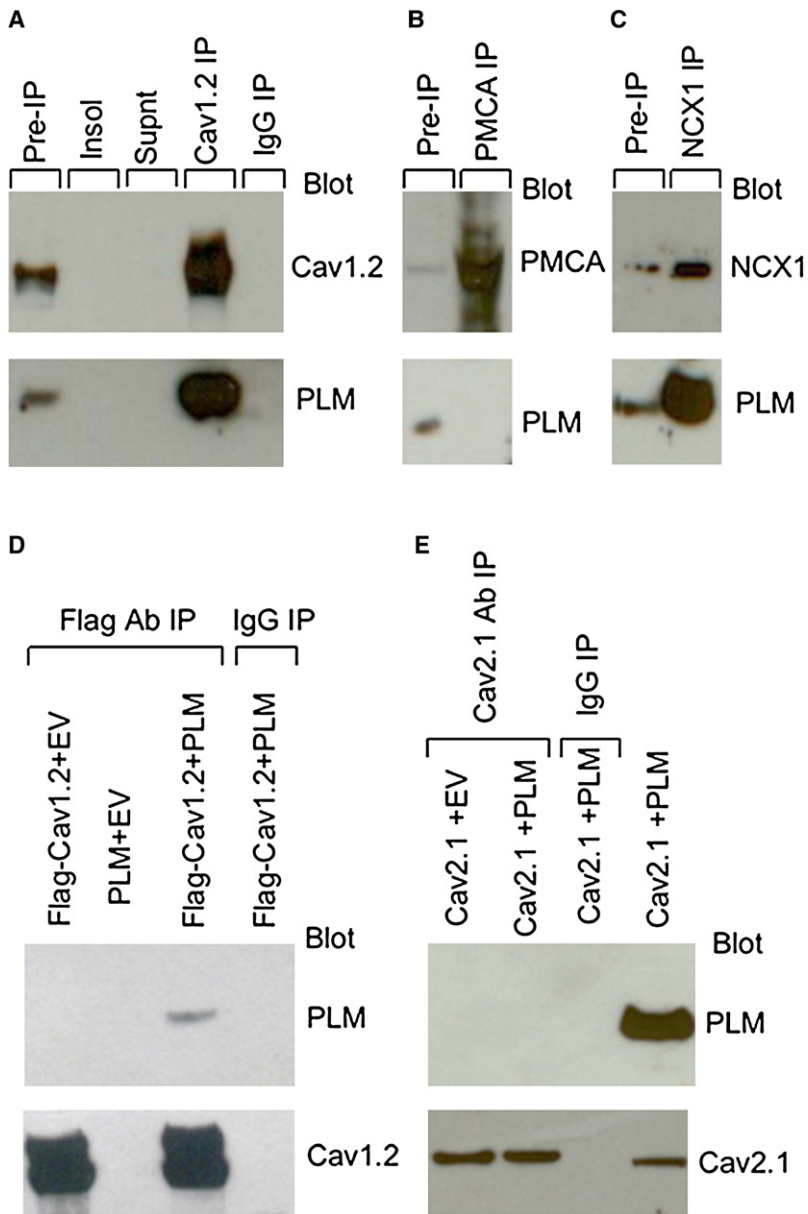 A
Pre-IP
Insol
Supnt
Cav1.2 IP
IgG IP
Blot
Cav1.2
PLM
B
Pre-IP
PMCA IP
Blot
PMCA
PLM
C
Pre-IP
NCX1 IP
Blot
NCX1
PLM
D
Flag Ab IP
IgG IP
Flag-Cav1.2+EV
PLM+EV
Flag-Cav1.2+PLM
Flag-Cav1.2+PLM
Blot
PLM
Cav1.2
E
Cav2.1 Ab IP
IgG IP
Cav2.1 +EV
Cav2.1 +PLM
Cav2.1 +PLM
Cav2.1 +PLM
Blot
PLM
Cav2.1